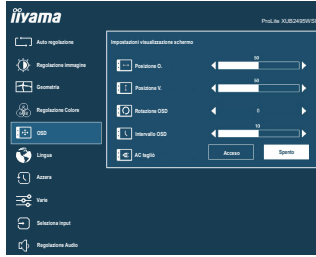 iiyama
ProLite XUB2495WSU
Auto regolazione
Regolazione immagine
Geometria
Regolazione Colore
OSD
Lingua
Azzera
Varie
Seleziona input
Regolazione Audio
Impostazioni visualizzazione schermo
Posizione O.
50
Posizione V.
50
Rotazione OSD
0
Intervallo OSD
10
AC taglio
Acceso
Spento